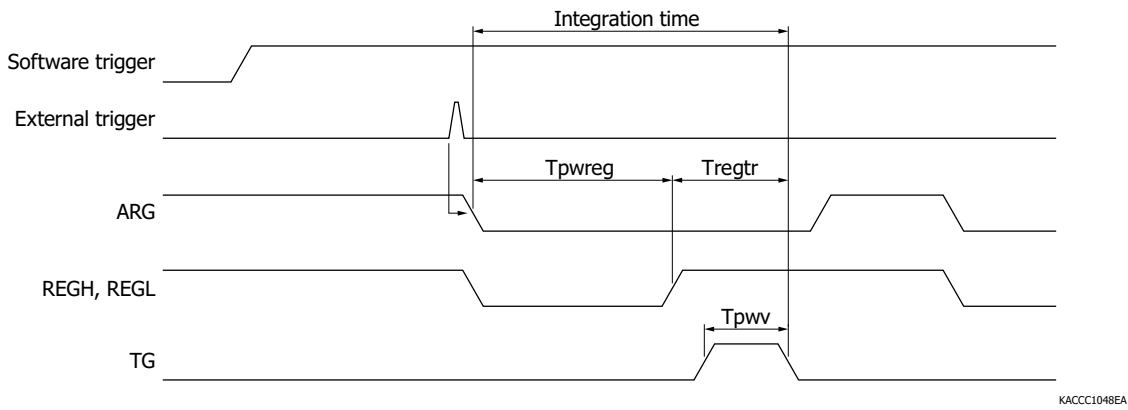 Integration time
Software trigger
External trigger
Tpwreg
Tregtr
ARG
REGH, REGL
Tpwv
TG
KACCC1048EA